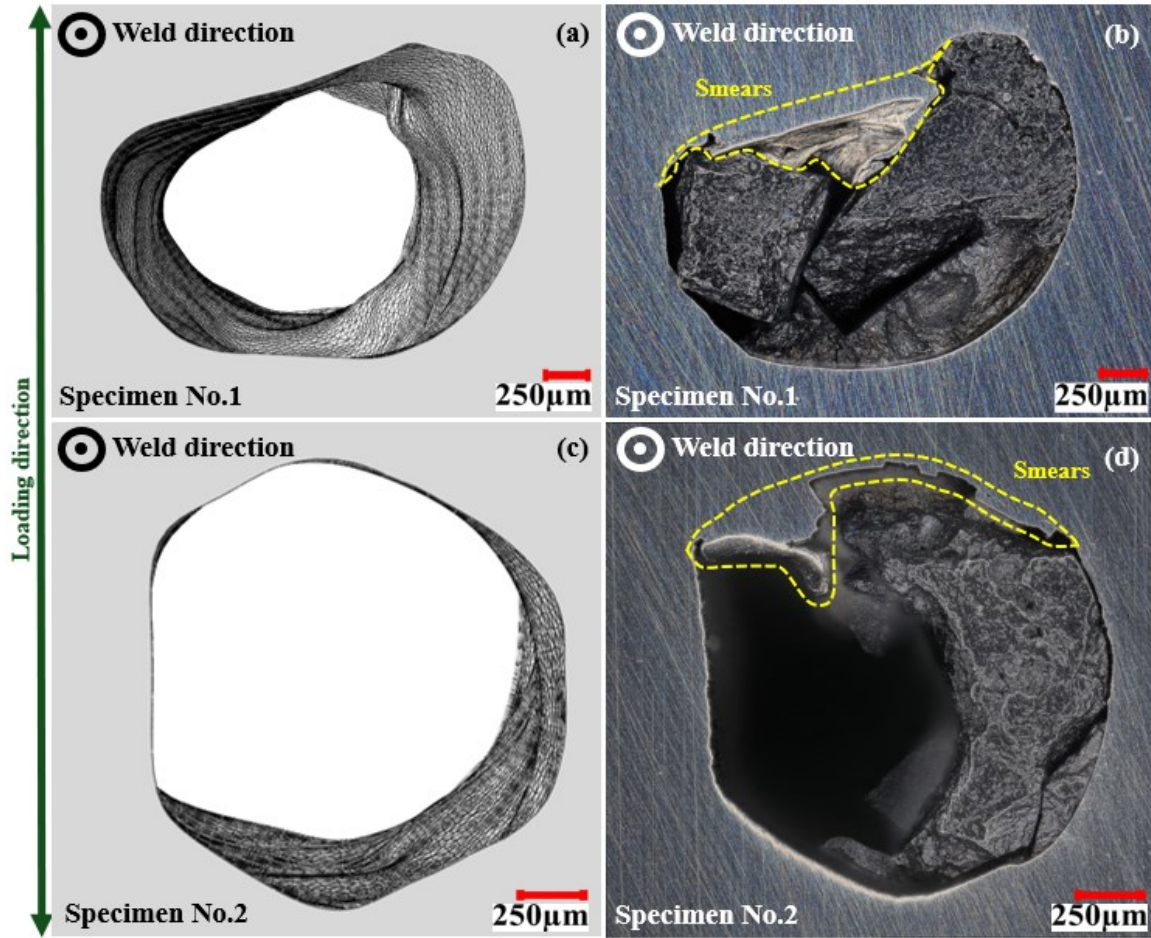 Loading direction
Weld direction
(a)
Specimen No.1
250μm
Weld direction
(b)
Smears
Specimen No.1
250μm
Weld direction
(c)
Specimen No.2
250μm
Weld direction
(d)
Smears
Specimen No.2
250μm